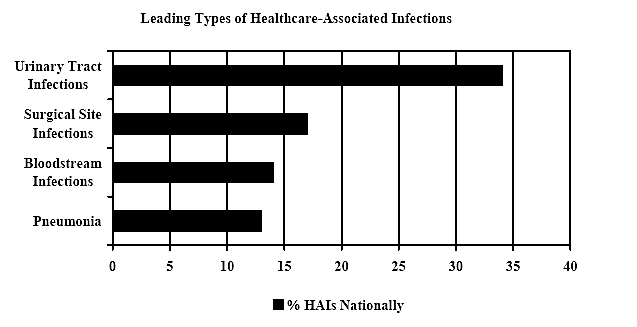 Leading Types of Healthcare-Associated Infections
Urinary Tract
Infections
Surgical Site
Infections
Bloodstream
Infections
Pneumonia
0 5 10 15 20 25 30 35 40
% HAIs Nationally